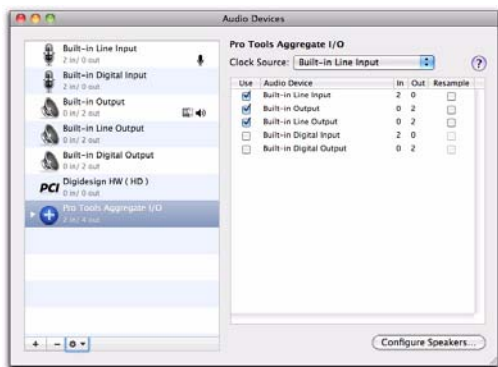 Audio Devices
Built-in Line Input
2 in/ 0 out
Built-in Digital Input
2 in/ 0 out
Built-in Output
0 in/ 2 out
Built-in Line Output
0 in/ 2 out
Built-in Digital Output
0 in/ 2 out
PCI
Digidesign HW ( HD )
0 in/ 0 out
Pro Tools Aggregate I/O
2 in/ 4 out
Pro Tools Aggregate I/O
Clock Source: Built-in Line Input
?
Use Audio Device In Out Resample
Built-in Line Input 2 0
Built-in Output 0 2
Built-in Line Output 0 2
Built-in Digital Input 2 0
Built-in Digital Output 0 2
+ −
Configure Speakers...